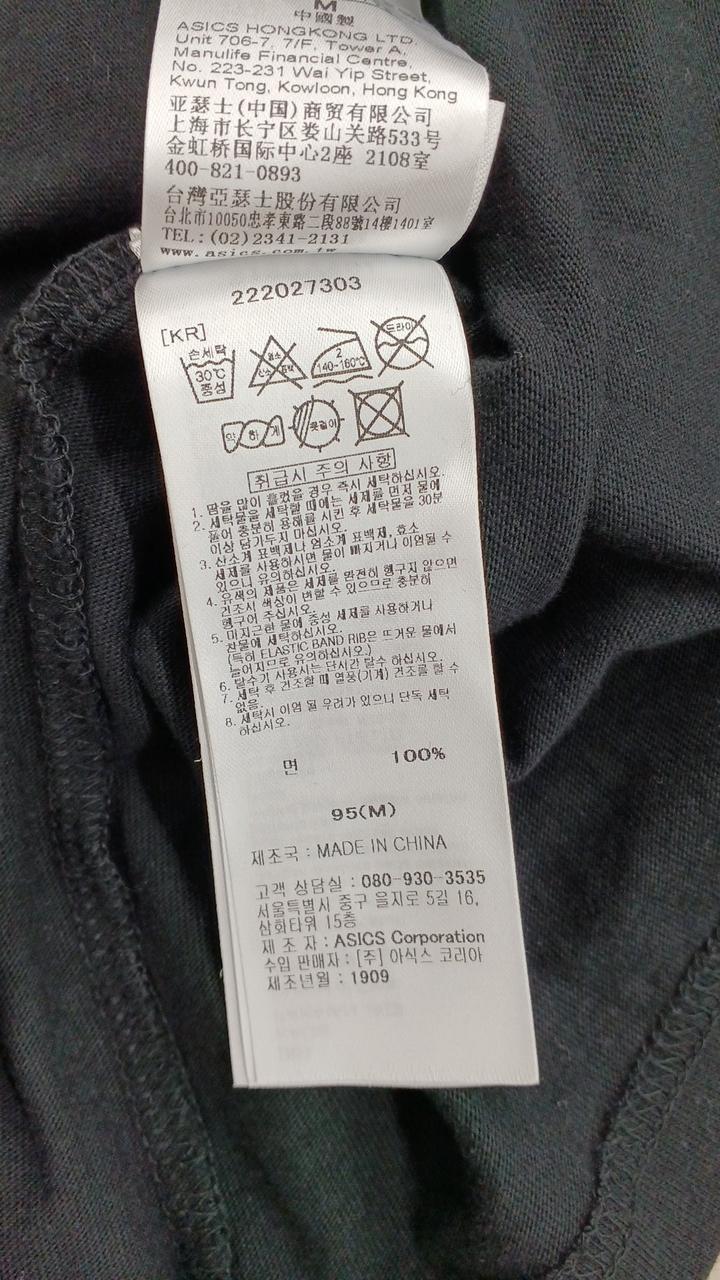 M
中國製
ASICS HONGKONG LTD.
Unit 706-7, 7/F, Tower A,
Manulife Financial Centre,
No. 223-231 Wai Yip Street,
Kwun Tong, Kowloon, Hong Kong
亚瑟士(中国)商贸有限公司
上海市长宁区娄山关路533号
金虹桥国际中心2座 2108室
400-821-0893
台灣亞瑟士股份有限公司
台北市10050忠孝東路二段88號14樓1401室
TEL:(02)2341-2131
www.asics.com.tw
222027303
[KR]
손세탁
30℃
중성
염소
산소 표백
2
140-160℃
드라이
약 하 게
옷걸이
취급시 주의 사항
1. 땀을 많이 흘렸을 경우 즉시 세탁하십시오.
2. 세탁물을 세탁할 때에는 세제를 먼저 물에
풀어 충분히 용해를 시킨 후 세탁물을 30분
이상 담가두지 마십시오.
3. 산소계 표백제나 염소계 표백제, 효소
세제를 사용하시면 물이 빠지거나 이염될 수
있으니 유의하십시오.
4. 유색의 제품은 세제를 완전히 헹구지 않으면
건조시 색상이 변할 수 있으므로 충분히
헹구어 주십시오.
5. 미지근한 물에 중성 세제를 사용하거나
찬물에 세탁하십시오.
(특히 ELASTIC BAND RIB은 뜨거운 물에서
늘어지므로 유의하십시오.)
6. 탈수기 사용시는 단시간 탈수 하십시오.
7. 세탁 후 건조할 때 열풍(기계) 건조를 할 수
없음.
8. 세탁시 이염 될 우려가 있으니 단독 세탁
하십시오.
면 100%
95(M)
제조국 : MADE IN CHINA
고객 상담실 : 080-930-3535
서울특별시 중구 을지로 5길 16,
삼화타워 15층
제 조 자 : ASICS Corporation
수입 판매자 : [주] 아식스 코리아
제조년월 : 1909